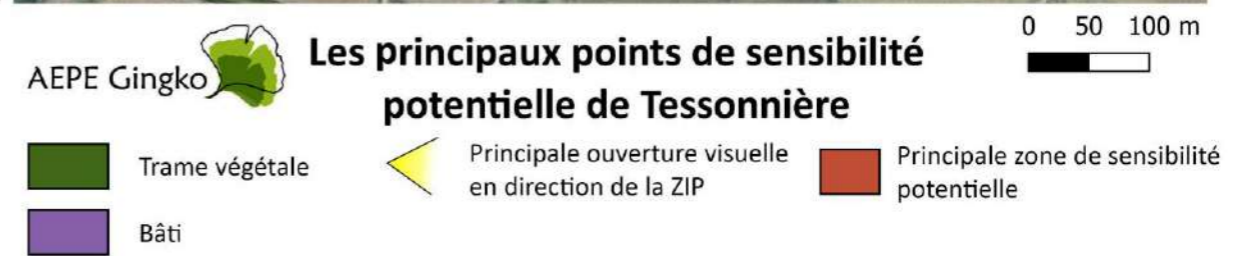 0 50 100 m
AEPE Gingko
Les principaux points de sensibilité
potentielle de Tessonnière
Trame végétale
Principale ouverture visuelle
en direction de la ZIP
Principale zone de sensibilité
potentielle
Bâti